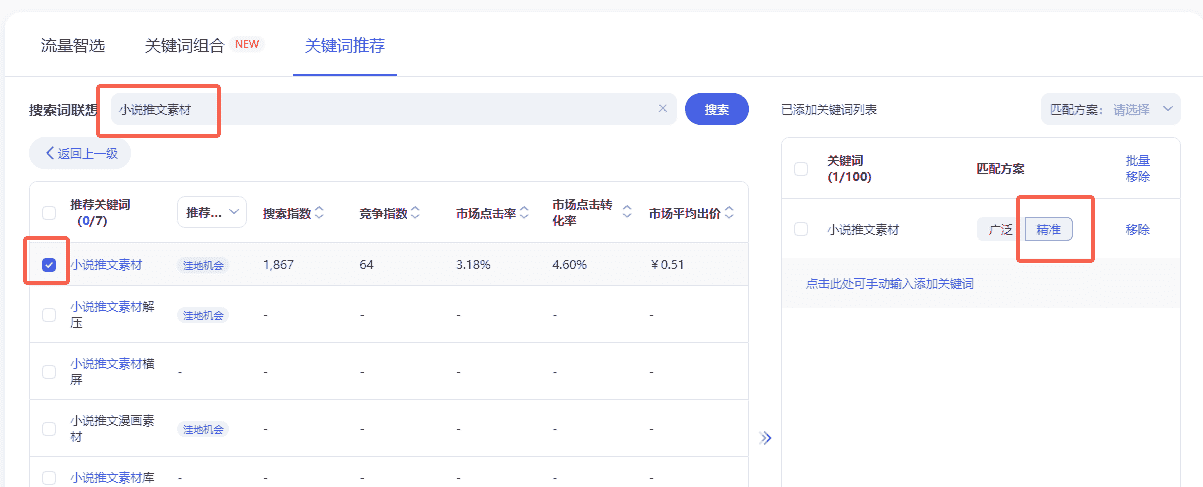 流量智选 关键词组合 NEW 关键词推荐
搜索词联想 小说推文素材 × 搜索 已添加关键词列表 匹配方案： 请选择
返回上一级
关键词
(1/100) 匹配方案 批量
移除
推荐关键词
(0/7) 推荐... 搜索指数 竞争指数 市场点击率 市场点击转
化率 市场平均出价
小说推文素材 广泛 精准 移除
小说推文素材 洼地机会 1,867 64 3.18% 4.60% ￥0.51
点击此处可手动输入添加关键词
小说推文素材解
压 洼地机会 - - - - -
小说推文素材横
屏 - - - - - -
小说推文漫画素
材 洼地机会 - - - - -
小说推文素材库 - - - - - -